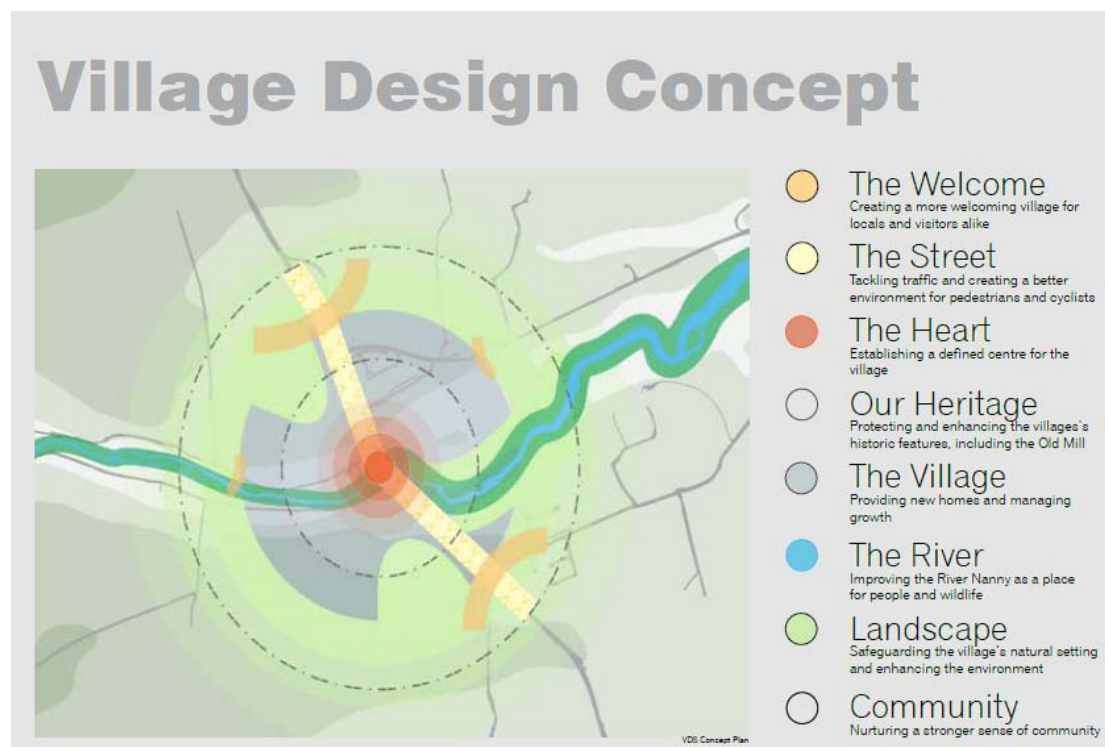 Village Design Concept
The Welcome
Creating a more welcoming village for
locals and visitors alike
The Street
Tackling traffic and creating a better
environment for pedestrians and cyclists
The Heart
Establishing a defined centre for the
village
Our Heritage
Protecting and enhancing the villages's
historic features, including the Old Mill
The Village
Providing new homes and managing
growth
The River
Improving the River Nanny as a place
for people and wildlife
Landscape
Safeguarding the village's natural setting
and enhancing the environment
Community
Nurturing a stronger sense of community
VDS Concept Plan